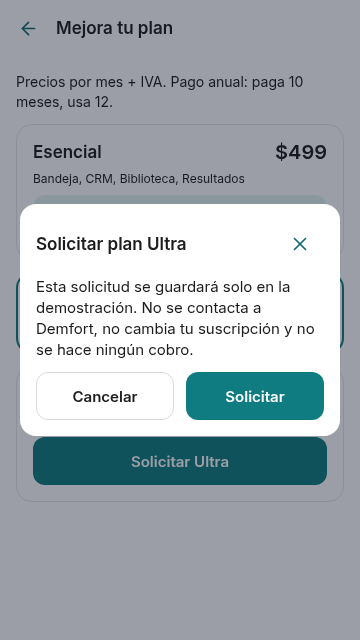 Mejora tu plan
Precios por mes + IVA. Pago anual: paga 10
meses, usa 12.
Esencial
$499
Bandeja, CRM, Biblioteca, Resultados
Solicitar plan Ultra
Esta solicitud se guardará solo en la
demostración. No se contacta a
Demfort, no cambia tu suscripción y no
se hace ningún cobro.
Cancelar
Solicitar
Solicitar Ultra